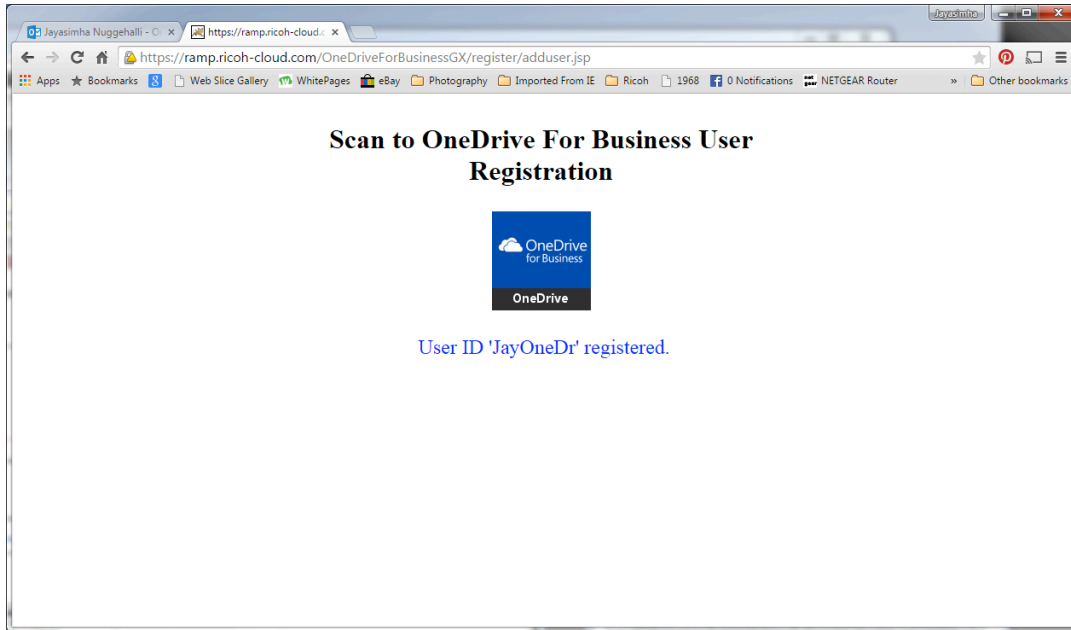 Jayasimha
Jayasimha Nuggehalli - O
https://ramp.ricoh-cloud.c
https://ramp.ricoh-cloud.com/OneDriveForBusinessGX/register/adduser.jsp
Apps Bookmarks 8 Web Slice Gallery WhitePages eBay Photography Imported From IE Ricoh 1968 f 0 Notifications NETGEAR Router » Other bookmarks
Scan to OneDrive For Business User
Registration
OneDrive
for Business
OneDrive
User ID 'JayOneDr' registered.